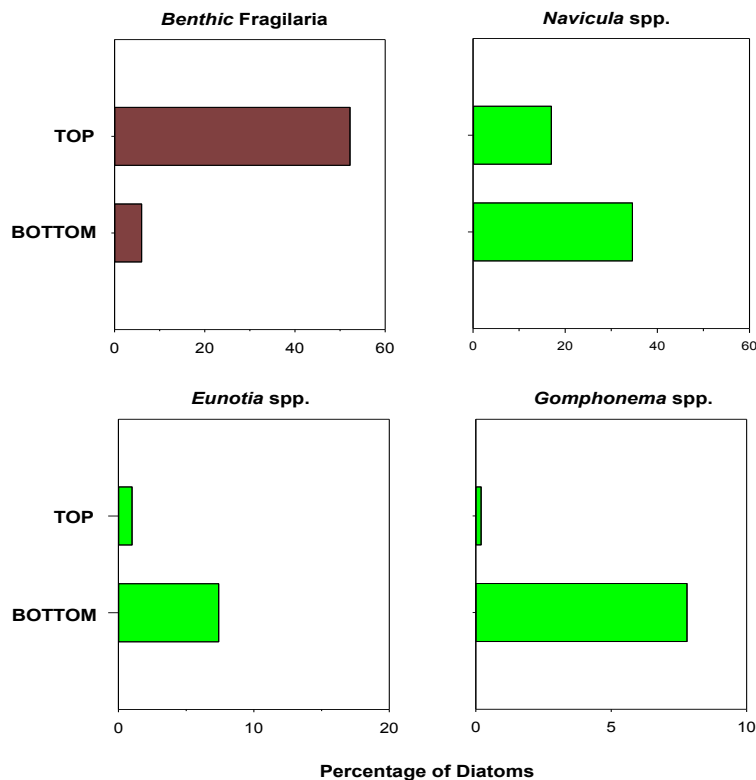 Benthic Fragilaria
Navicula spp.
TOP
BOTTOM
0 20 40 60
0 20 40 60
Eunotia spp.
Gomphonema spp.
TOP
BOTTOM
0 10 20
0 5 10
Percentage of Diatoms